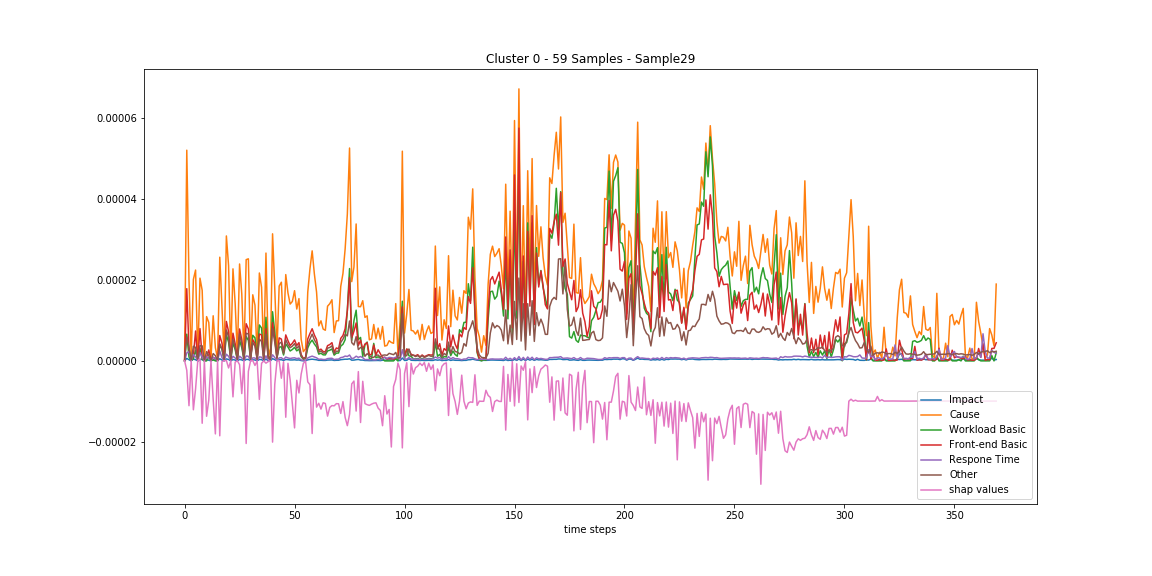 Cluster 0 - 59 Samples - Sample29
0.00006
0.00004
0.00002
0.00000
−0.00002
0 50 100 150 200 250 300 350
time steps
Impact
Cause
Workload Basic
Front-end Basic
Respone Time
Other
shap values